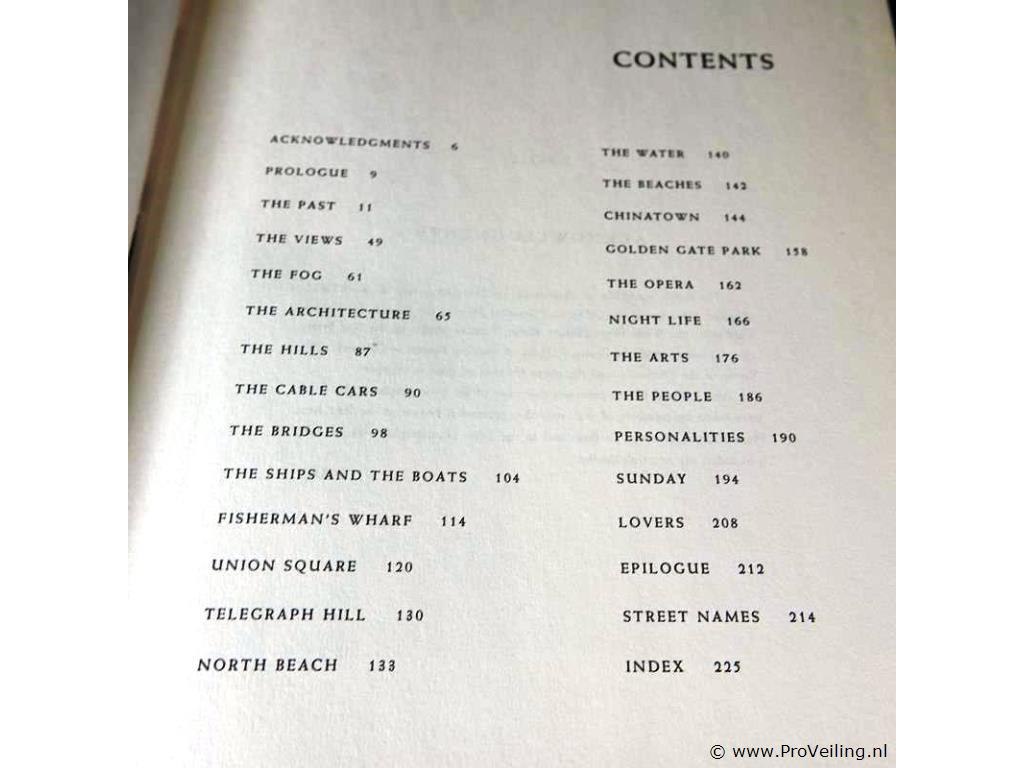 CONTENTS
ACKNOWLEDGMENTS 6
PROLOGUE 9
THE PAST 11
THE VIEWS 49
THE FOG 61
THE ARCHITECTURE 65
THE HILLS 87
THE CABLE CARS 90
THE BRIDGES 98
THE SHIPS AND THE BOATS 104
FISHERMAN'S WHARF 114
UNION SQUARE 120
TELEGRAPH HILL 130
NORTH BEACH 133
THE WATER 140
THE BEACHES 142
CHINATOWN 144
GOLDEN GATE PARK 158
THE OPERA 162
NIGHT LIFE 166
THE ARTS 176
THE PEOPLE 186
PERSONALITIES 190
SUNDAY 194
LOVERS 208
EPILOGUE 212
STREET NAMES 214
INDEX 225
© www.ProVeiling.nl